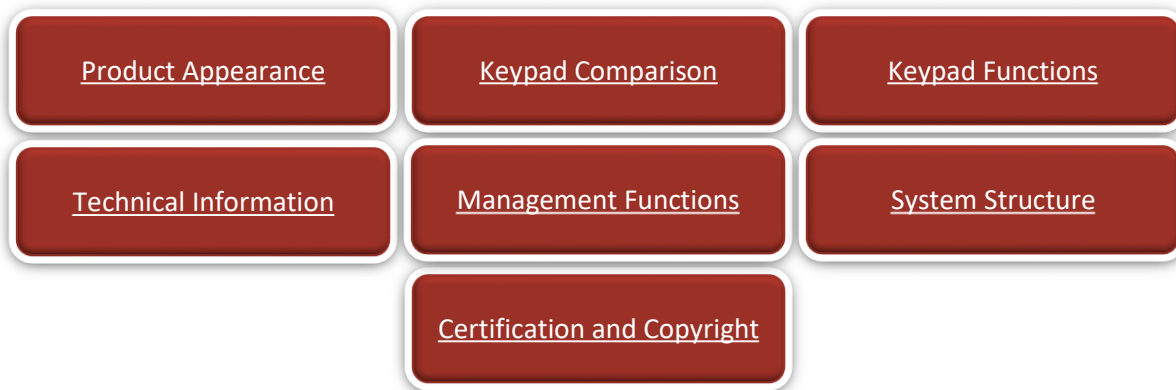 Product Appearance
Keypad Comparison
Keypad Functions
Technical Information
Management Functions
System Structure
Certification and Copyright